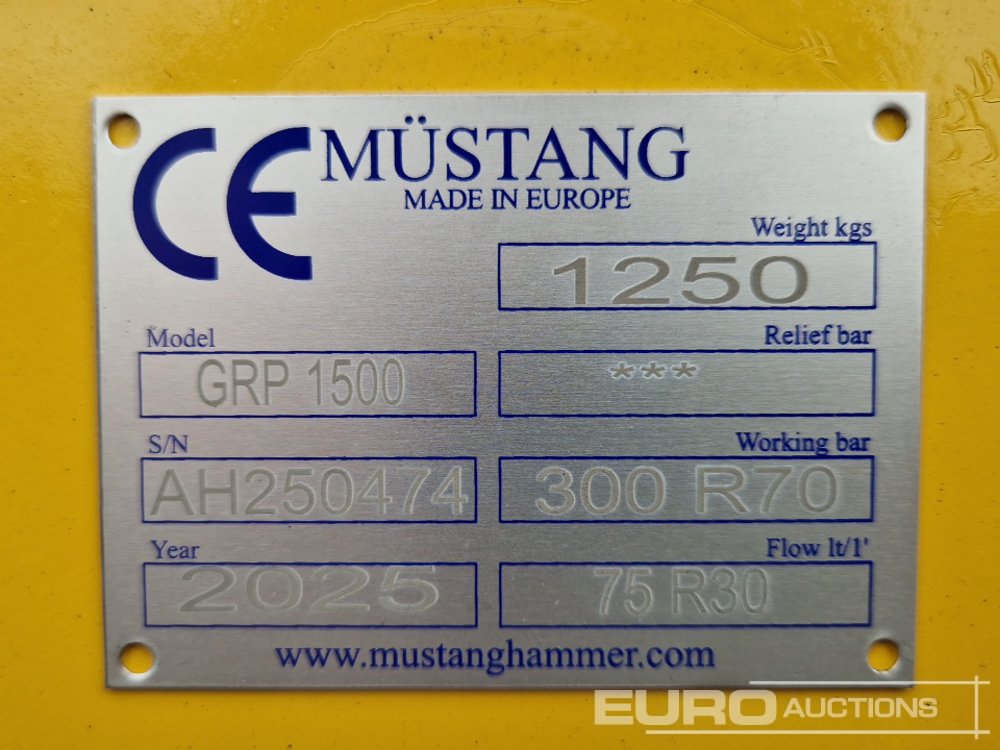 CE MÜSTANG
MADE IN EUROPE
Weight kgs
1250
Model
GRP 1500
Relief bar
***
S/N
AH250474
Working bar
300 R70
Year
2025
Flow lt/1'
75 R30
www.mustanghammer.com
EURO AUCTIONS